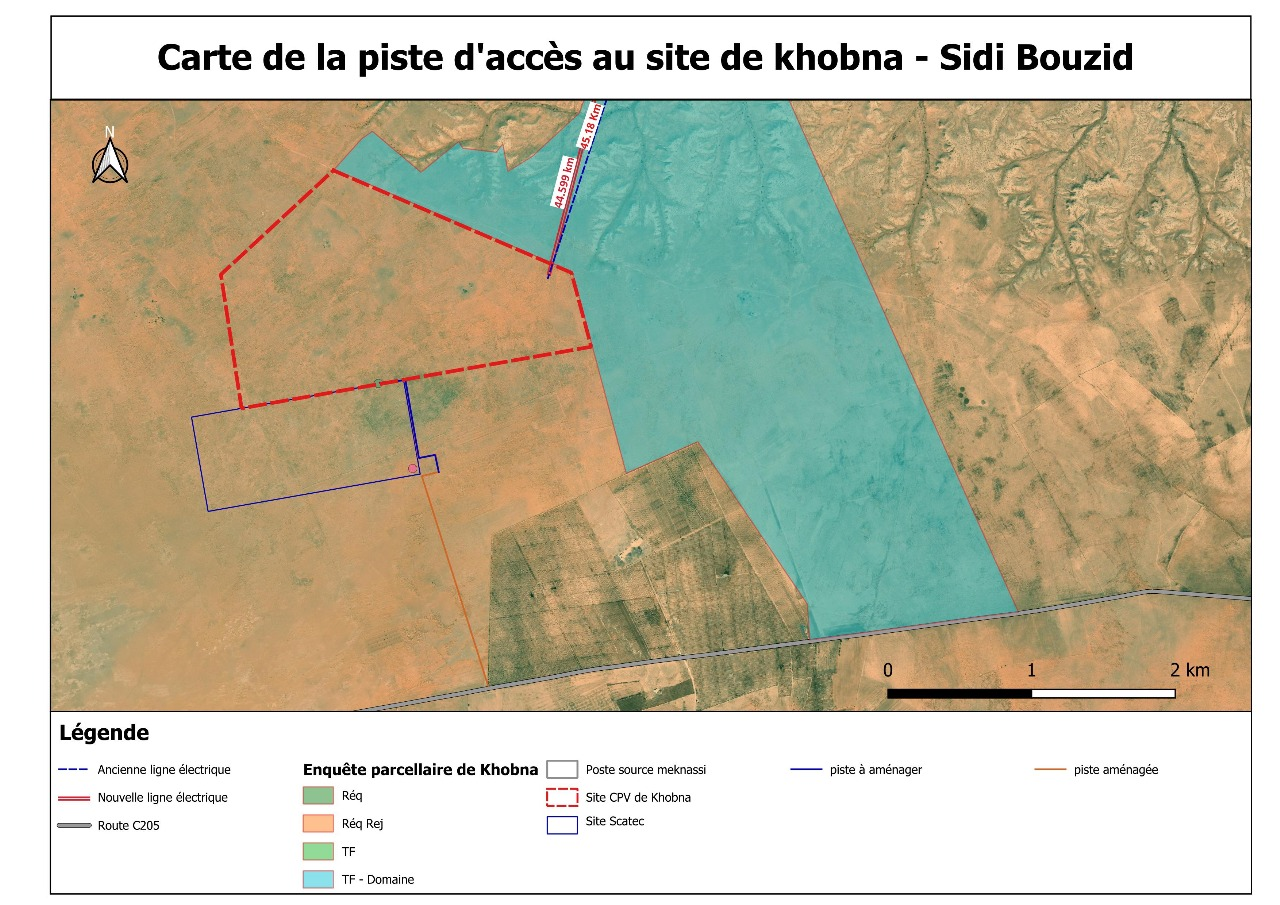 Carte de la piste d'accès au site de khobna - Sidi Bouzid
N
45.18 Km
44.599 km
0 1 2 km
Légende
Ancienne ligne électrique
Nouvelle ligne électrique
Route C205
Enquête parcellaire de Khobna
Réq
Réq Rej
TF
TF - Domaine
Poste source meknassi
Site CPV de Khobna
Site Scatec
piste à aménager
piste aménagée